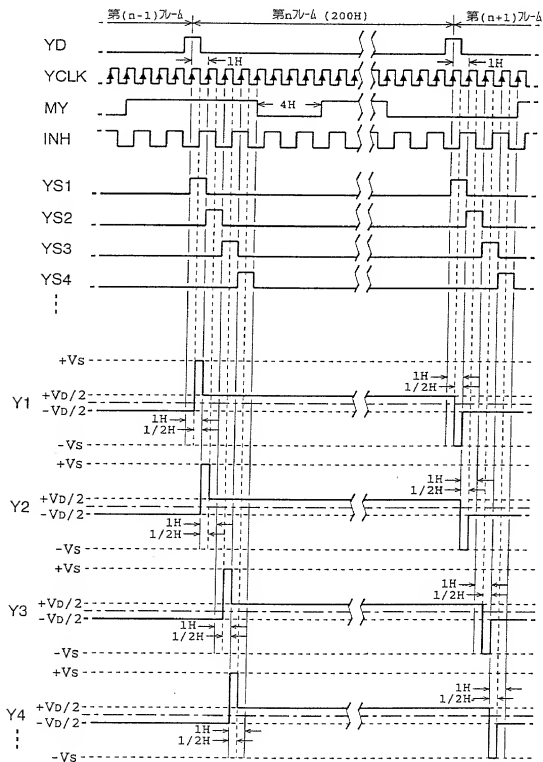 第(n-1)フレーム
第nフレーム(200H)
第(n+1)フレーム
YD
1H
1H
YCLK
MY
4H
INH
YS1
YS2
YS3
YS4
+Vs
1H
+VD/2
1/2H
Y1
-VD/2
1H
1/2H
-Vs
+Vs
1H
+VD/2
1/2H
Y2
-VD/2
1H
1/2H
-Vs
+Vs
1H
+VD/2
1/2H
Y3
-VD/2
1H
1/2H
-Vs
+Vs
1H
+VD/2
1/2H
Y4
-VD/2
1H
1/2H
-Vs